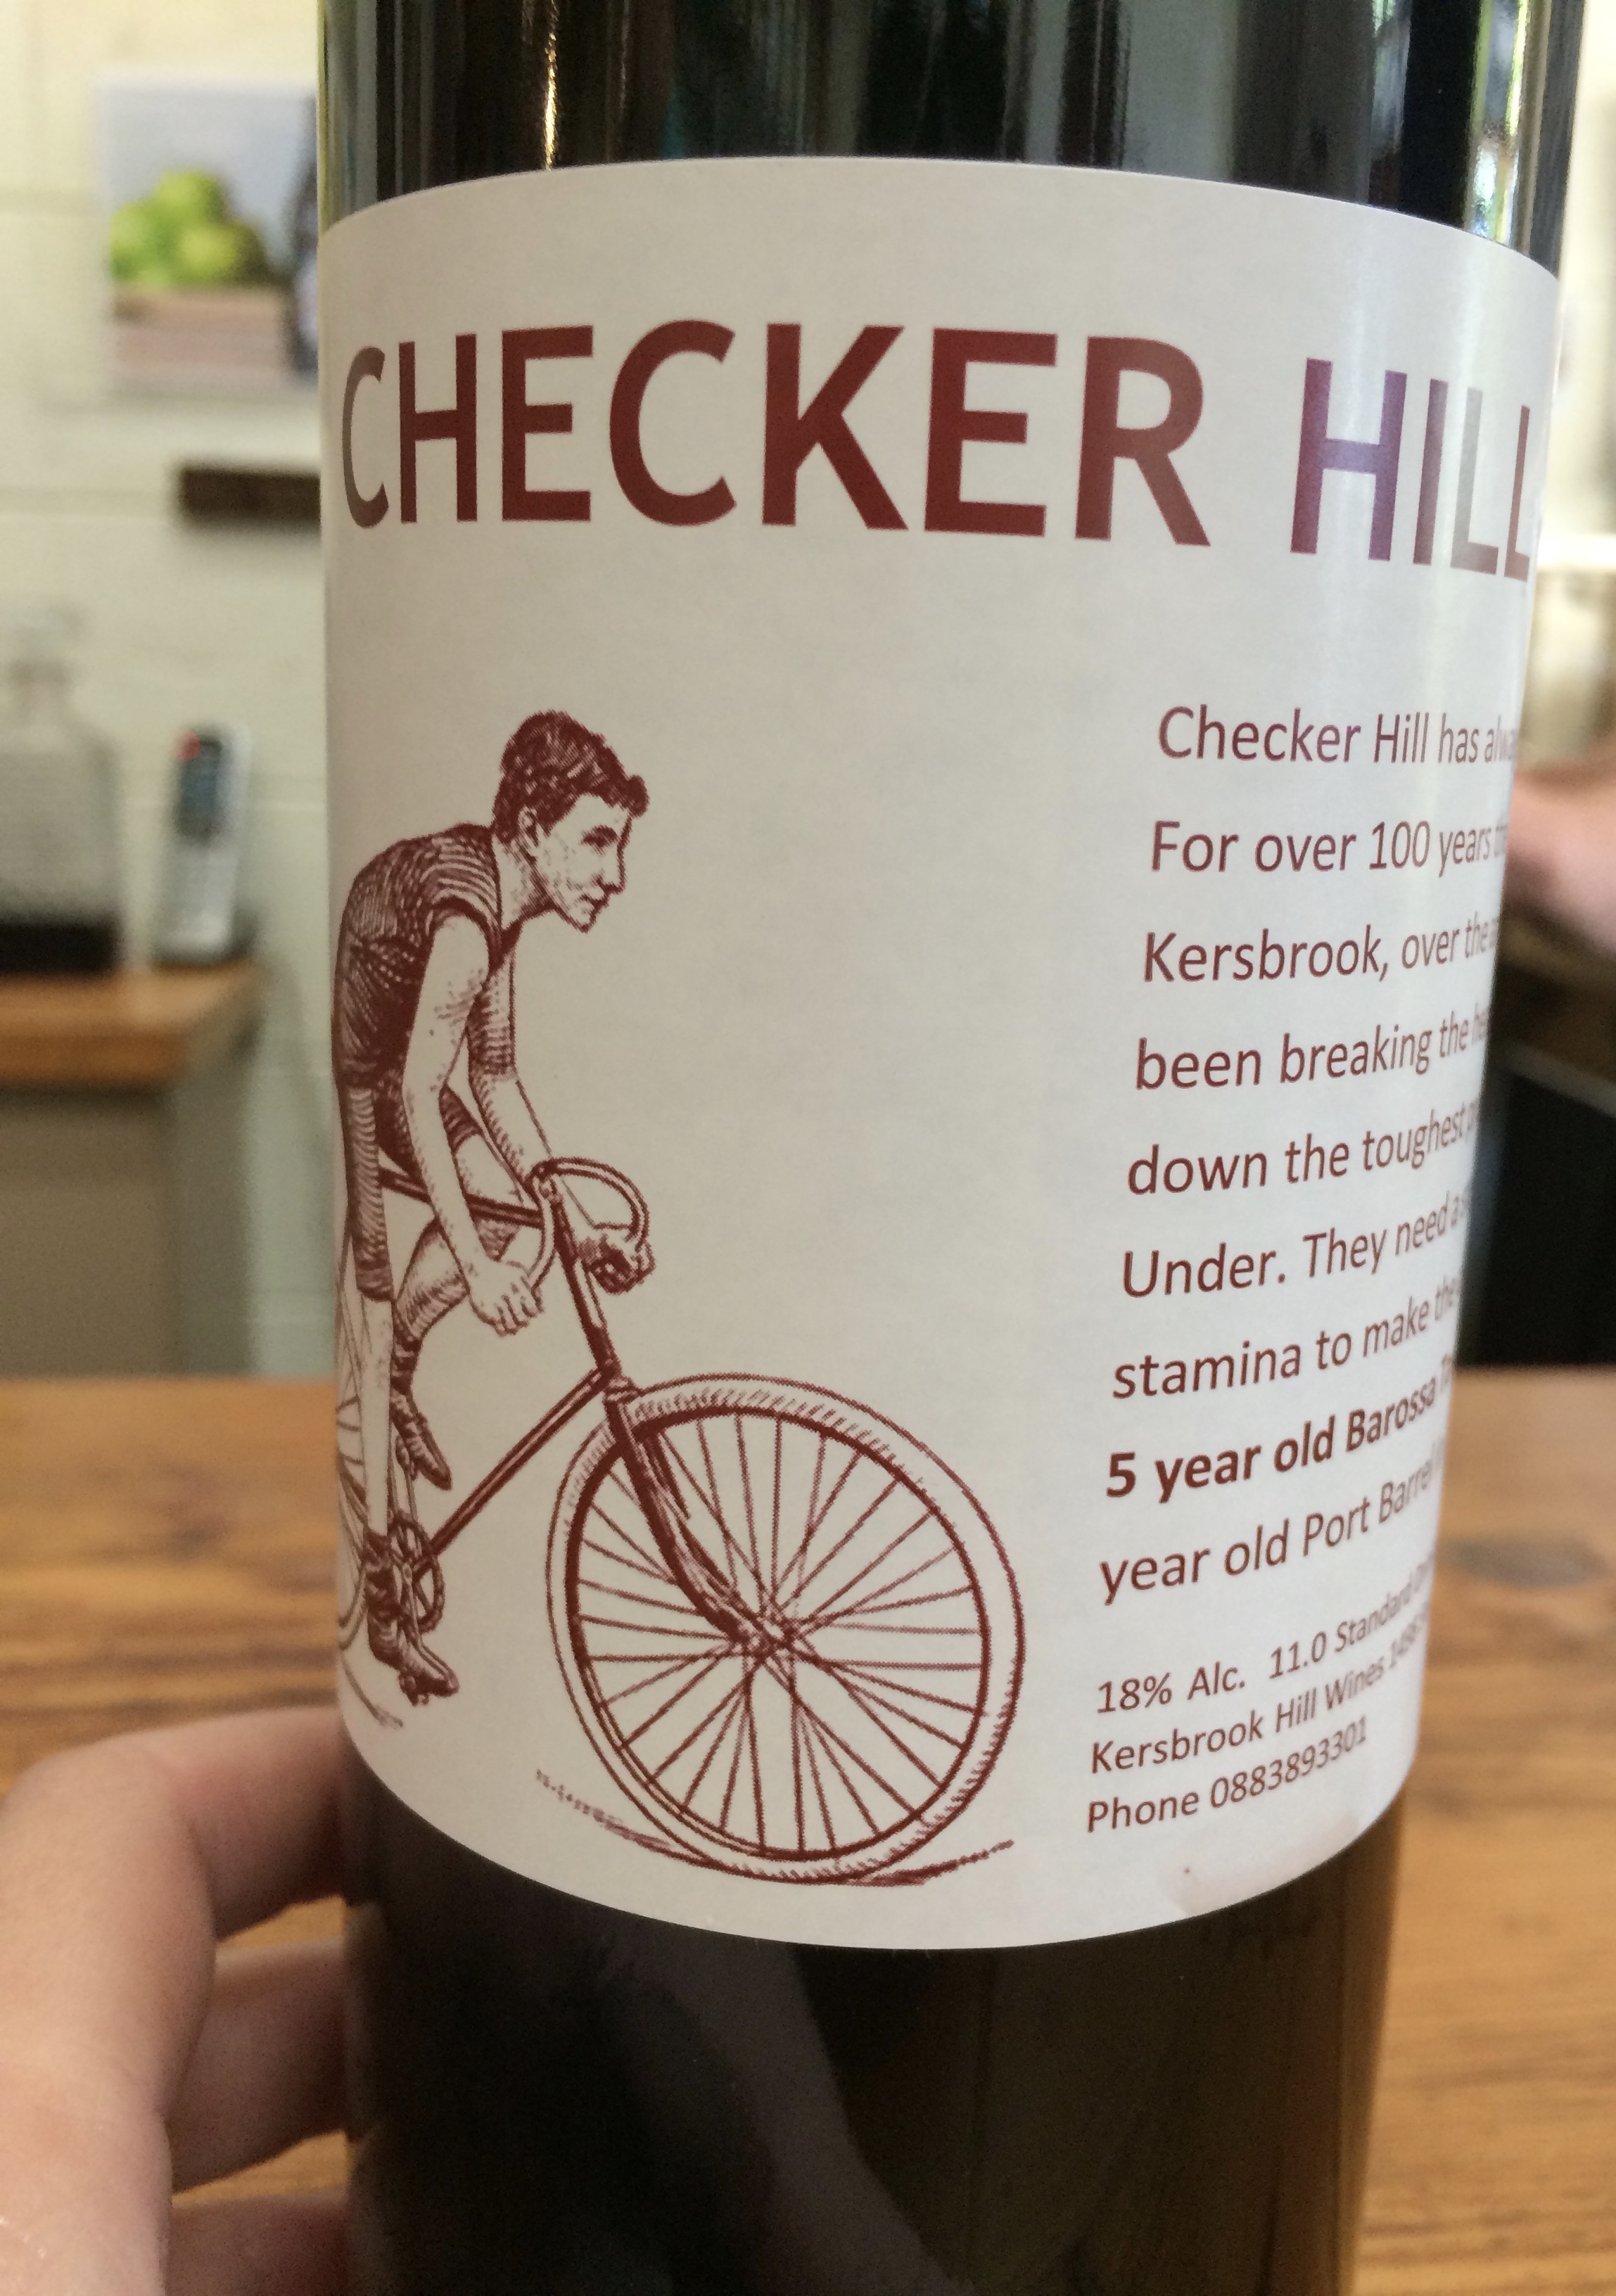 CHECKER HILL
Checker Hill has
For over 100 years
Kersbrook, over the
been breaking the
down the toughest
Under. They need a
stamina to make the
5 year old Barossa
year old Port Barrel
18% Alc. 11.0 Standard
Kersbrook Hill Wines
Phone 0883893301